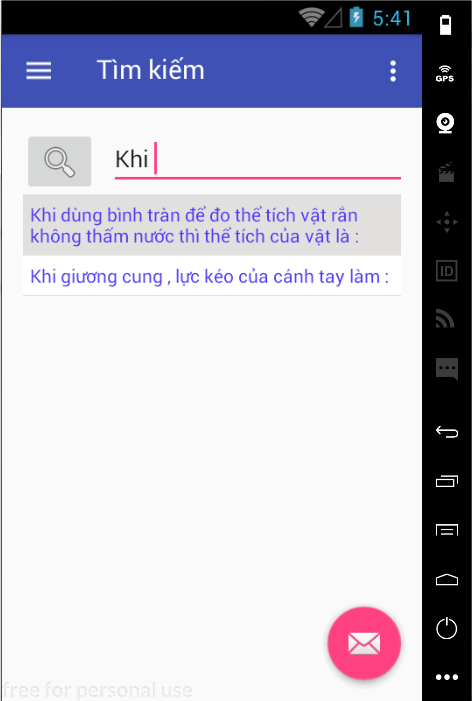 5:41
Tìm kiếm
GPS
Khi
Khi dùng bình tràn để đo thể tích vật rắn
không thấm nước thì thể tích của vật là :
Khi giương cung , lực kéo của cánh tay làm :
ID
free for personal use